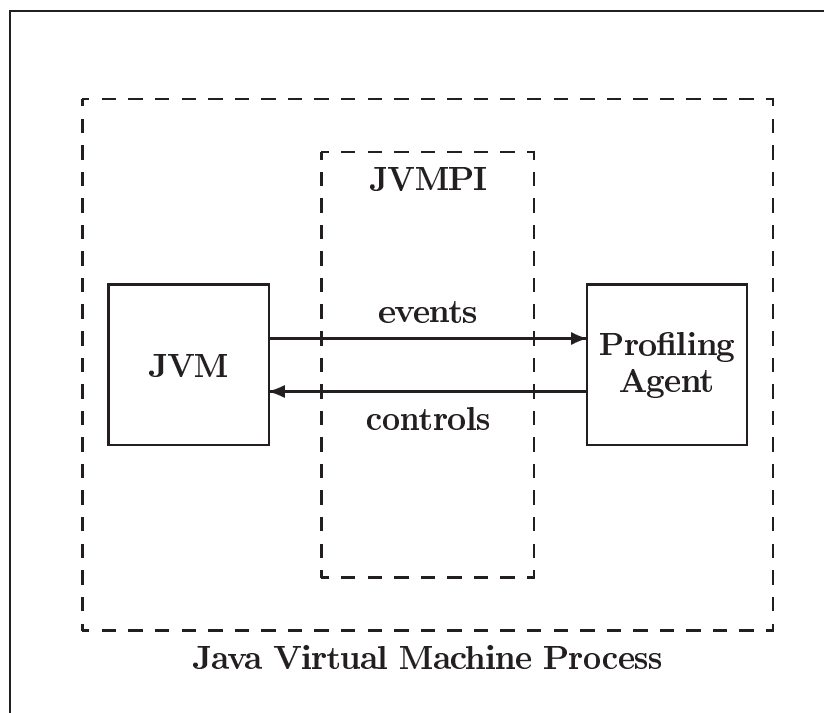 JVMPI
events
JVM
Profiling
Agent
controls
Java Virtual Machine Process